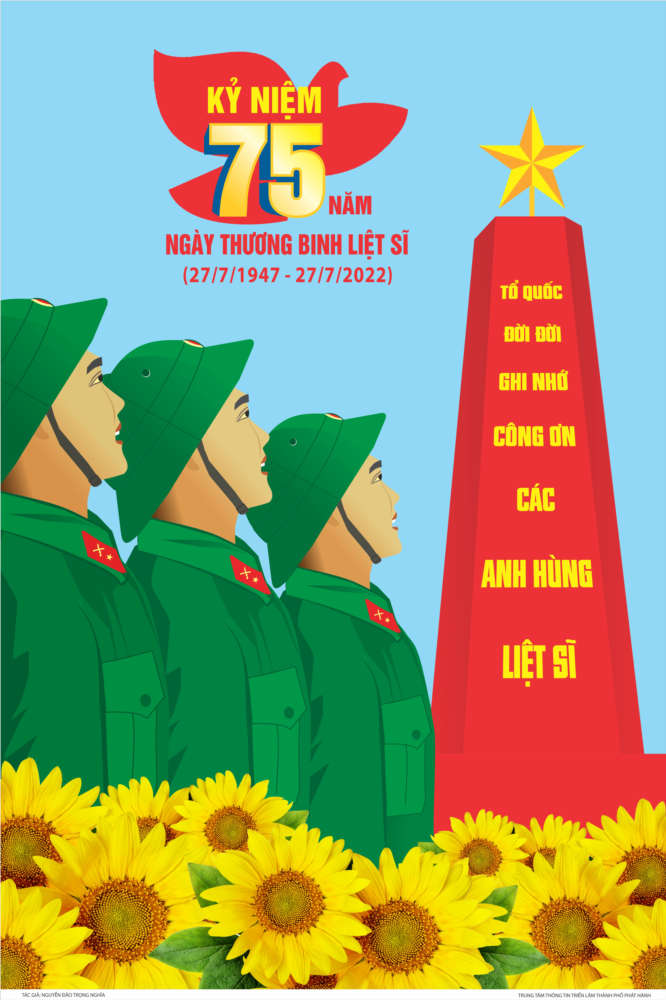 KỶ NIỆM
75
NĂM
NGÀY THƯƠNG BINH LIỆT SĨ
(27/7/1947 - 27/7/2022)
TỔ QUỐC
ĐỜI ĐỜI
GHI NHỚ
CÔNG ƠN
CÁC
ANH HÙNG
LIỆT SĨ
TÁC GIẢ: NGUYỄN ĐÀO TRỌNG NGHĨA
TRUNG TÂM THÔNG TIN TRIỂN LÃM THÀNH PHỐ PHÁT HÀNH